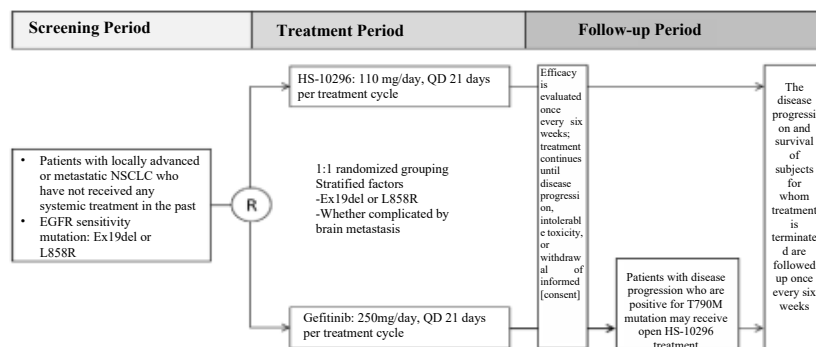 Screening Period
Treatment Period
Follow-up Period
• Patients with locally advanced
or metastatic NSCLC who
have not received any
systemic treatment in the past
• EGFR sensitivity
mutation: Ex19del or
L858R
R
HS-10296: 110 mg/day, QD 21 days
per treatment cycle
1:1 randomized grouping
Stratified factors
-Ex19del or L858R
-Whether complicated by
brain metastasis
Gefitinib: 250mg/day, QD 21 days
per treatment cycle
Efficacy
is
evaluated
once
every six
weeks;
treatment
continues
until
disease
progressi
on,
intolerabl
e toxicity,
or
withdraw
al of
informed
[consent]
Patients with disease
progression who are
positive for T790M
mutation may receive
open HS-10296
treatment
The
disease
progressi
on and
survival
of
subjects
for
whom
treatment
is
terminate
d are
followed
up once
every six
weeks